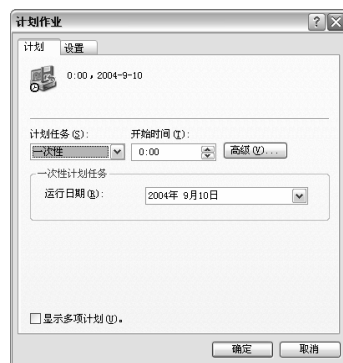 计划作业
计划 设置
0:00，2004-9-10
计划任务(S): 开始时间(T):
一次性 0:00 高级(V)...
一次性计划任务
运行日期(R): 2004年 9月10日
显示多项计划(U)。
确定 取消